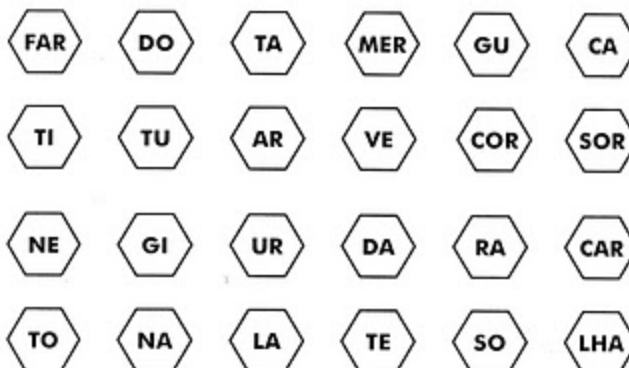 FAR DO TA MER GU CA
TI TU AR VE COR SOR
NE GI UR DA RA CAR
TO NA LA TE SO LHA